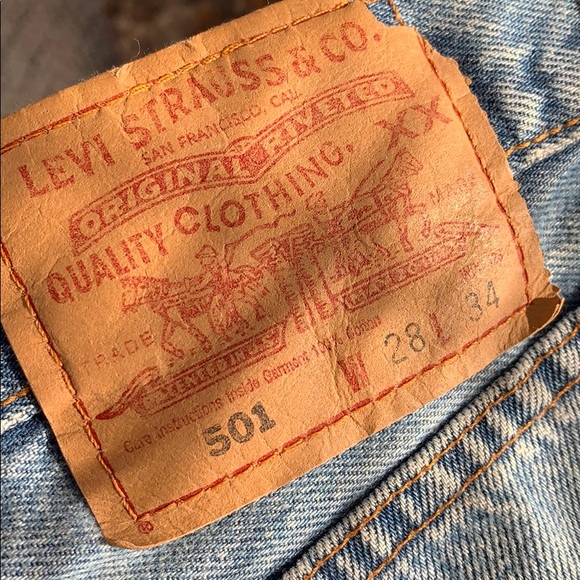 LEVI STRAUSS & CO.
SAN FRANCISCO, CAL.
ORIGINAL RIVETED
QUALITY CLOTHING, XX
TRADE
Care Instructions Inside Garment 100% Cotton
501 W 28 L 34
®